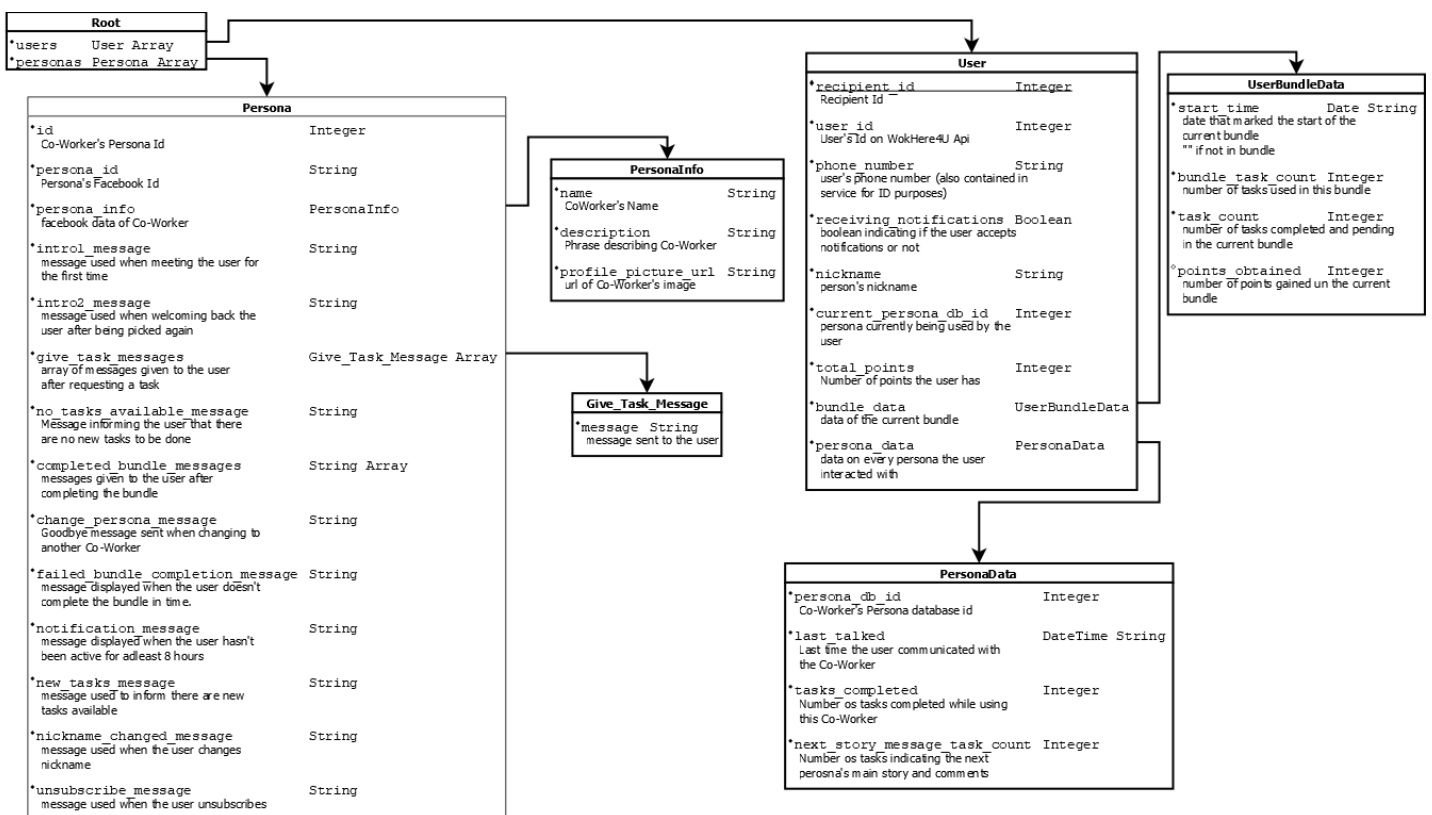 Root
users User Array
personas Persona Array
Persona
id Integer
Co-Worker's Persona Id
persona_id String
Persona's Facebook Id
persona_info PersonaInfo
facebook data of Co-Worker
intro1_message String
message used when meeting the user for
the first time
intro2_message String
message used when welcoming back the
user after being picked again
give_task_messages Give_Task_Message Array
array of messages given to the user
after requesting a task
no_tasks_available_message String
Message informing the user that there
are no new tasks to be done
completed_bundle_messages String Array
messages given to the user after
completing the bundle
change_persona_message String
Goodbye message sent when changing to
another Co-Worker
failed_bundle_completion_message String
message displayed when the user doesn't
complete the bundle in time.
notification_message String
message displayed when the user hasn't
been active for adleast 8 hours
new_tasks_message String
message used to inform there are new
tasks available
nickname_changed_message String
message used when the user changes
nickname
unsubscribe_message String
message used when the user unsubscribes
PersonaInfo
name String
CoWorker's Name
description String
Phrase describing Co-Worker
profile_picture_url String
url of Co-Worker's image
Give_Task_Message
message String
message sent to the user
User
recipient_id Integer
Recipient Id
user_id Integer
User's Id on WokHere4U Api
phone_number String
user's phone number (also contained in
service for ID purposes)
receiving_notifications Boolean
boolean indicating if the user accepts
notifications or not
nickname String
person's nickname
current_persona_db_id Integer
persona currently being used by the
user
total_points Integer
Number of points the user has
bundle_data UserBundleData
data of the current bundle
persona_data PersonaData
data on every persona the user
interacted with
UserBundleData
start_time Date String
date that marked the start of the
current bundle
"" if not in bundle
bundle_task_count Integer
number of tasks used in this bundle
task_count Integer
number of tasks completed and pending
in the current bundle
points_obtained Integer
number of points gained un the current
bundle
PersonaData
persona_db_id Integer
Co-Worker's Persona database id
last_talked DateTime String
Last time the user communicated with
the Co-Worker
tasks_completed Integer
Number os tasks completed while using
this Co-Worker
next_story_message_task_count Integer
Number os tasks indicating the next
perosna's main story and comments